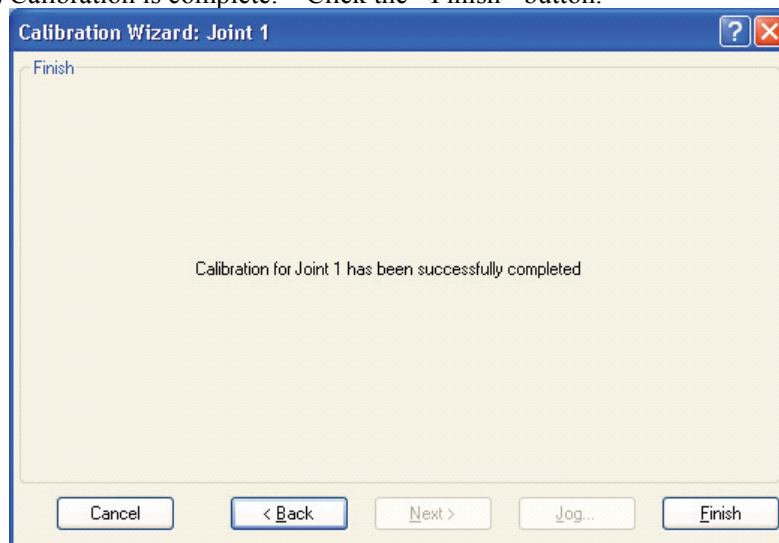 Calibration is complete. Click the "Finish" button.
Calibration Wizard: Joint 1
Finish
Calibration for Joint 1 has been successfully completed
Cancel
< Back
Next >
Jog...
Finish